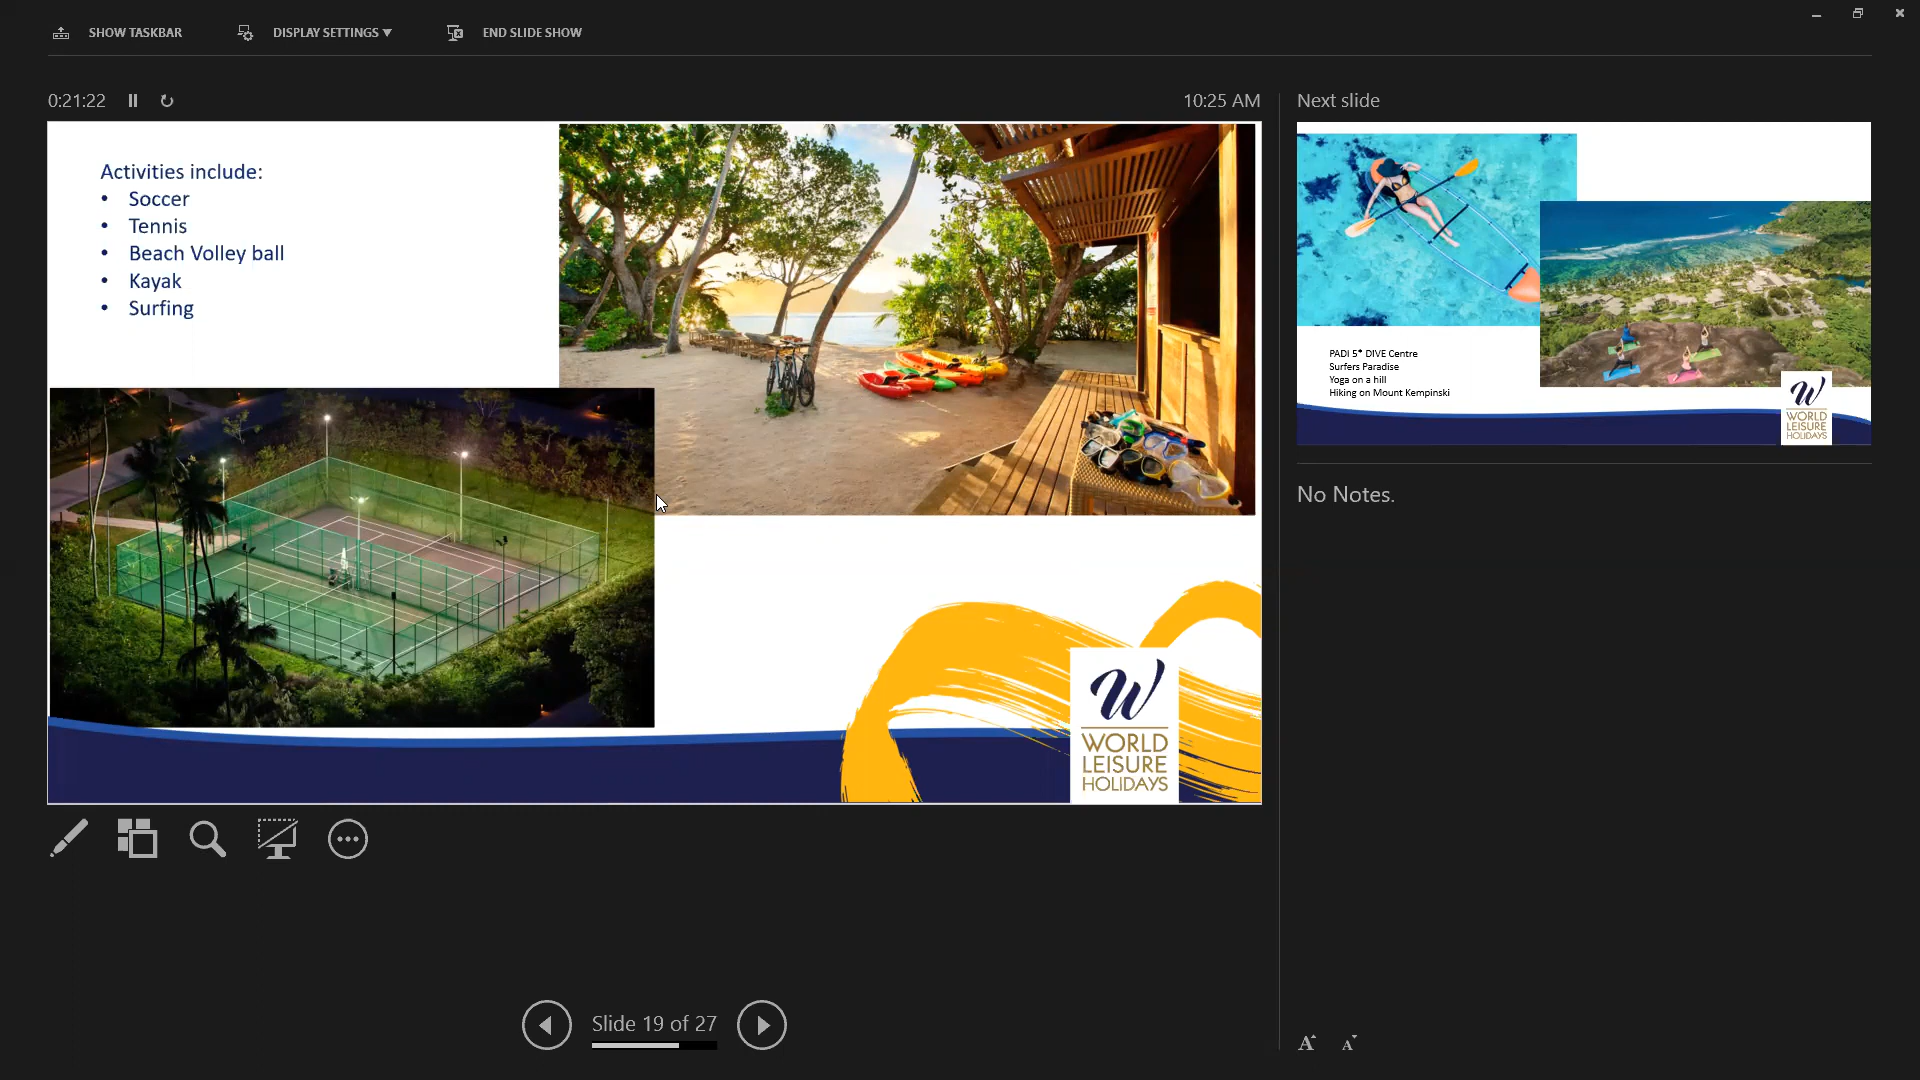 SHOW TASKBAR
DISPLAY SETTINGS ▼
END SLIDE SHOW
0:21:22
10:25 AM
Next slide
Activities include:
• Soccer
• Tennis
• Beach Volley ball
• Kayak
• Surfing
W
WORLD
LEISURE
HOLIDAYS
PADI 5* DIVE Centre
Surfers Paradise
Yoga on a hill
Hiking on Mount Kempinski
W
WORLD
LEISURE
HOLIDAYS
No Notes.
Slide 19 of 27
A A